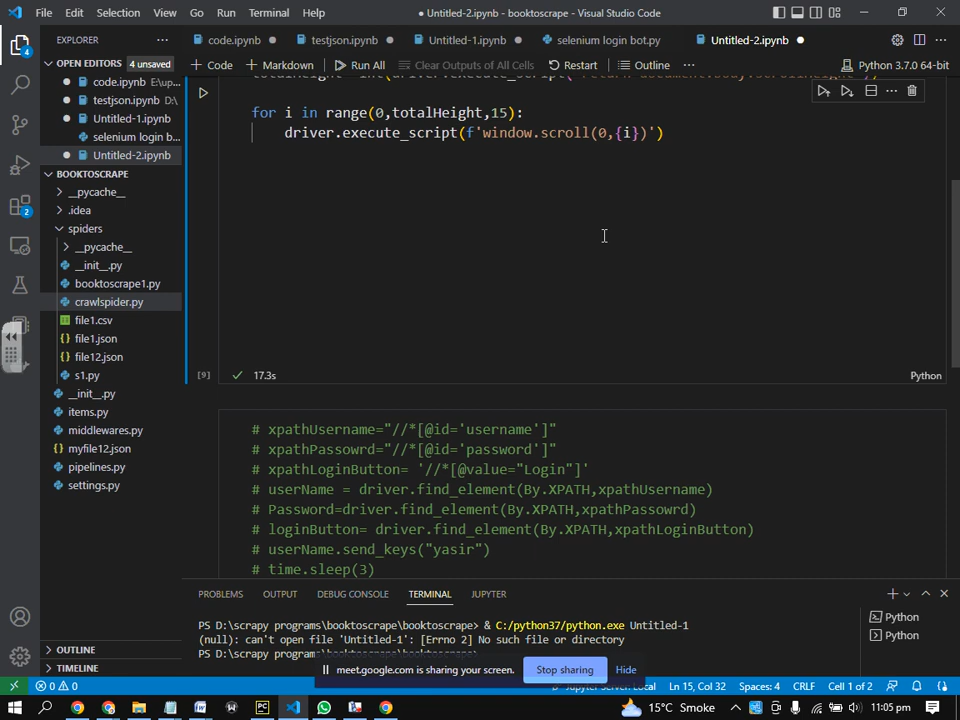 File Edit Selection View Go Run Terminal Help
● Untitled-2.ipynb - booktoscrape - Visual Studio Code
EXPLORER
code.ipynb
testjson.ipynb
Untitled-1.ipynb
selenium login bot.py
Untitled-2.ipynb
+ Code + Markdown Run All Clear Outputs of All Cells Restart Outline ··· Python 3.7.0 64-bit
OPEN EDITORS 4 unsaved
code.ipynb E:\up...
testjson.ipynb D:\
Untitled-1.ipynb
selenium login b...
Untitled-2.ipynb
BOOKTOSCRAPE
__pycache__
.idea
spiders
__pycache__
__init__.py
booktoscrape1.py
crawlspider.py
file1.csv
file1.json
file12.json
s1.py
__init__.py
items.py
middlewares.py
myfile12.json
pipelines.py
settings.py
OUTLINE
TIMELINE
4
2
for i in range(0,totalHeight,15):
driver.execute_script(f'window.scroll(0,{i})')
[9] 17.3s Python
# xpathUsername="//*[@id='username']"
# xpathPassowrd="//*[@id='password']"
# xpathLoginButton= '//*[@value="Login"]'
# userName = driver.find_element(By.XPATH,xpathUsername)
# Password=driver.find_element(By.XPATH,xpathPassowrd)
# loginButton= driver.find_element(By.XPATH,xpathLoginButton)
# userName.send_keys("yasir")
# time.sleep(3)
PROBLEMS OUTPUT DEBUG CONSOLE TERMINAL JUPYTER
PS D:\scrapy programs\booktoscrape\booktoscrape> & C:/python37/python.exe Untitled-1
(null): can't open file 'Untitled-1': [Errno 2] No such file or directory
PS D:\scrapy programs
Python
Python
meet.google.com is sharing your screen. Stop sharing Hide
0 0 Jupyter Server: Local Ln 15, Col 32 Spaces: 4 CRLF Cell 1 of 2
15°C Smoke 11:05 pm